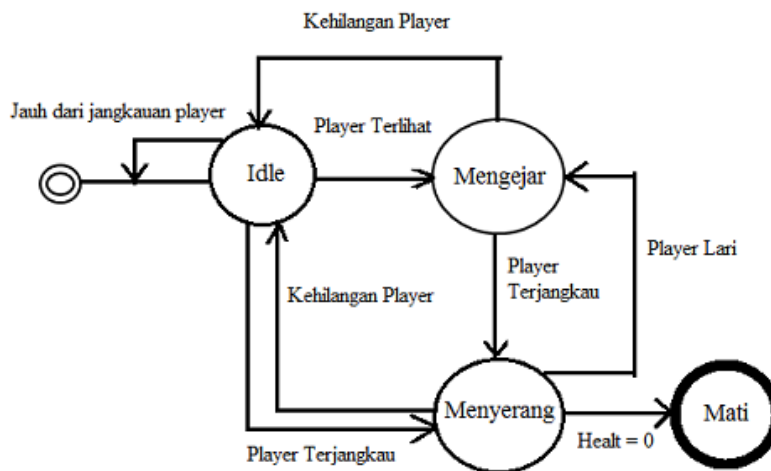 Kehilangan Player
Jauh dari jangkauan player
Player Terlihat
Idle
Mengejar
Player Lari
Player
Terjangkau
Kehilangan Player
Menyerang
Mati
Healt = 0
Player Terjangkau